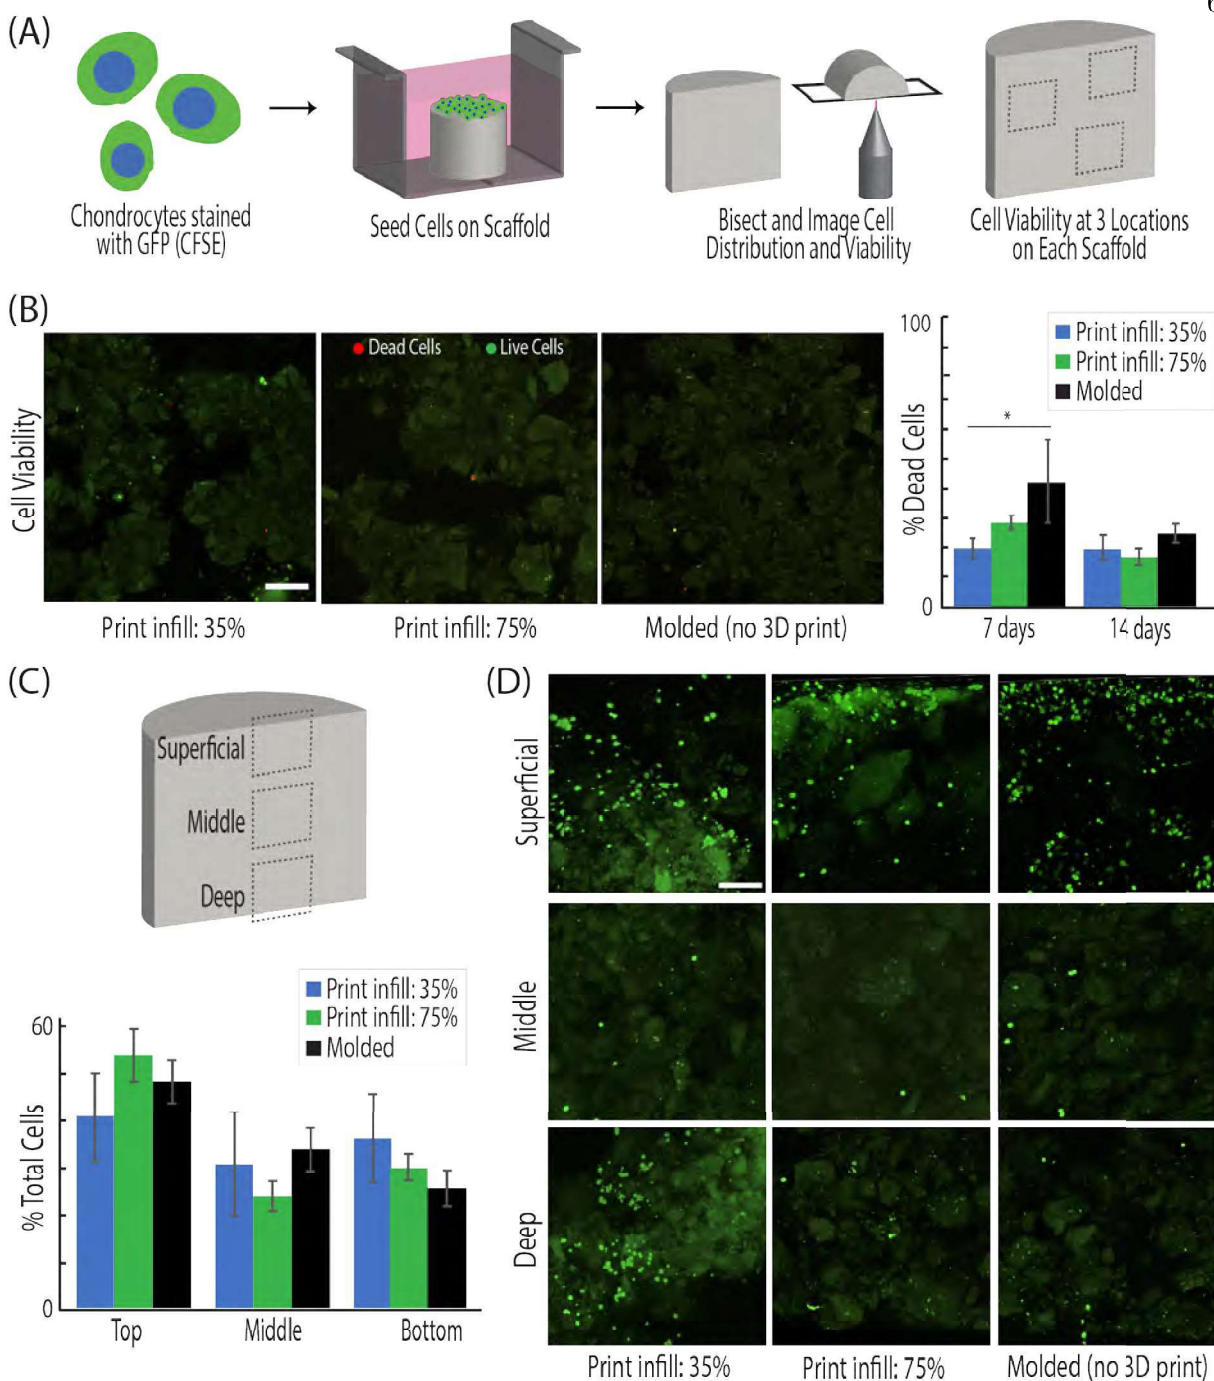 (A)
Chondrocytes stained
with GFP (CFSE)
Seed Cells on Scaffold
Bisect and Image Cell
Distribution and Viability
Cell Viability at 3 Locations
on Each Scaffold
(B)
Cell Viability
Dead Cells
Live Cells
Print infill: 35%
Print infill: 75%
Molded (no 3D print)
% Dead Cells
100
0
Print infill: 35%
Print infill: 75%
Molded
*
7 days
14 days
(C)
Superficial
Middle
Deep
% Total Cells
60
0
Print infill: 35%
Print infill: 75%
Molded
Top
Middle
Bottom
(D)
Superficial
Middle
Deep
Print infill: 35%
Print infill: 75%
Molded (no 3D print)